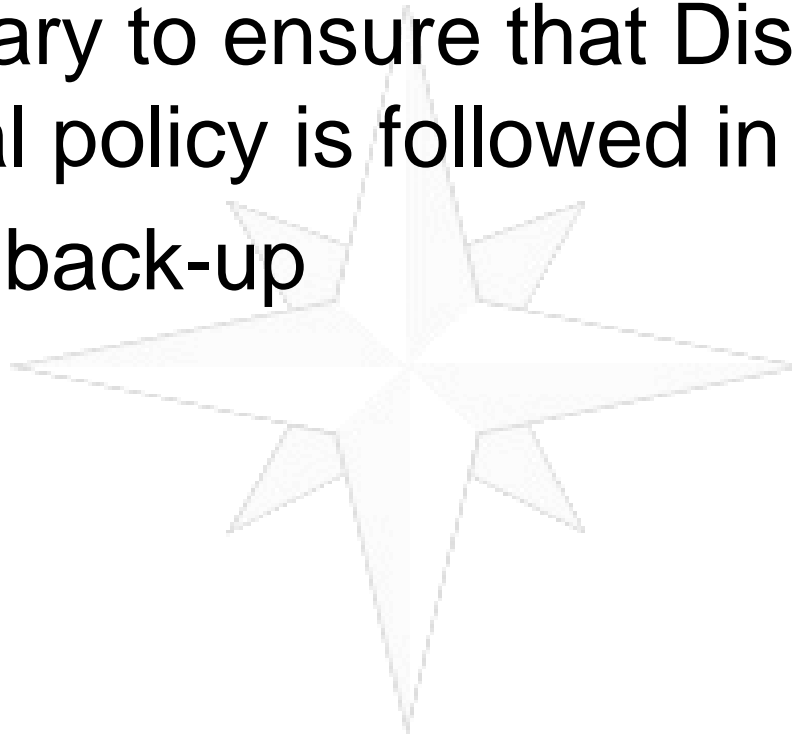 ary to ensure that Dis
al policy is followed in
back-up